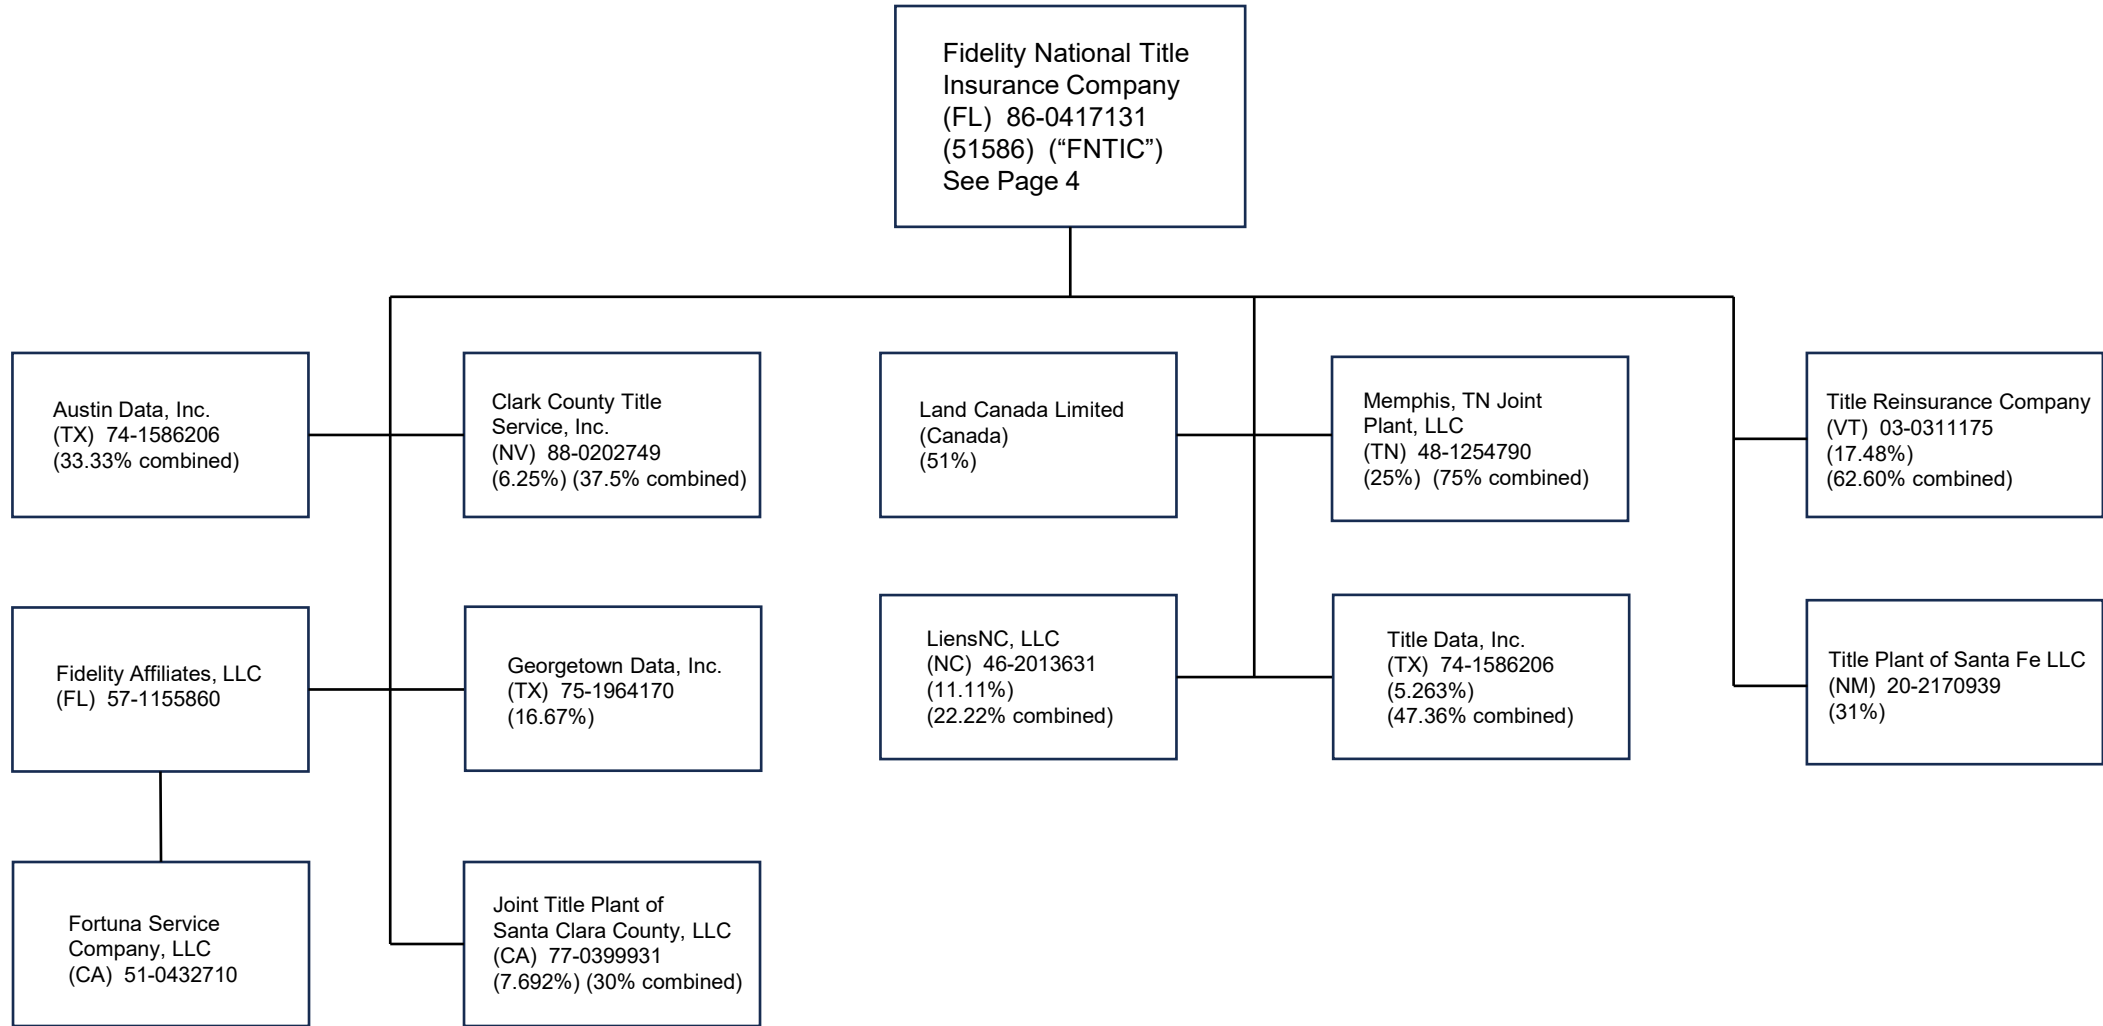 Fidelity National Title
Insurance Company
(FL) 86-0417131
(51586) (“FNTIC”)
See Page 4
Austin Data, Inc.
(TX) 74-1586206
(33.33% combined)
Clark County Title
Service, Inc.
(NV) 88-0202749
(6.25%) (37.5% combined)
Land Canada Limited
(Canada)
(51%)
Memphis, TN Joint
Plant, LLC
(TN) 48-1254790
(25%) (75% combined)
Title Reinsurance Company
(VT) 03-0311175
(17.48%)
(62.60% combined)
Fidelity Affiliates, LLC
(FL) 57-1155860
Georgetown Data, Inc.
(TX) 75-1964170
(16.67%)
LiensNC, LLC
(NC) 46-2013631
(11.11%)
(22.22% combined)
Title Data, Inc.
(TX) 74-1586206
(5.263%)
(47.36% combined)
Title Plant of Santa Fe LLC
(NM) 20-2170939
(31%)
Fortuna Service
Company, LLC
(CA) 51-0432710
Joint Title Plant of
Santa Clara County, LLC
(CA) 77-0399931
(7.692%) (30% combined)